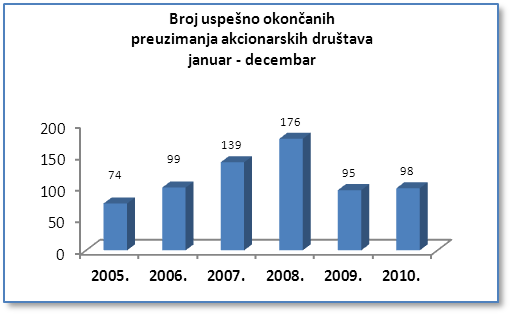 Broj uspešno okončanih
preuzimanja akcionarskih društava
januar - decembar
176
139
99
74
95
98
200
150
100
50
0
2005. 2006. 2007. 2008. 2009. 2010.